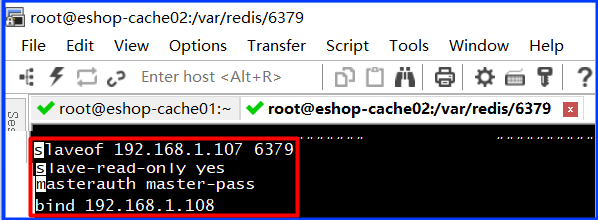 root@eshop-cache02:/var/redis/6379
File Edit View Options Transfer Script Tools Window Help
Enter host <Alt+R>
root@eshop-cache01:~ root@eshop-cache02:/var/redis/6379
Ses
slaveof 192.168.1.107 6379
slave-read-only yes
masterauth master-pass
bind 192.168.1.108